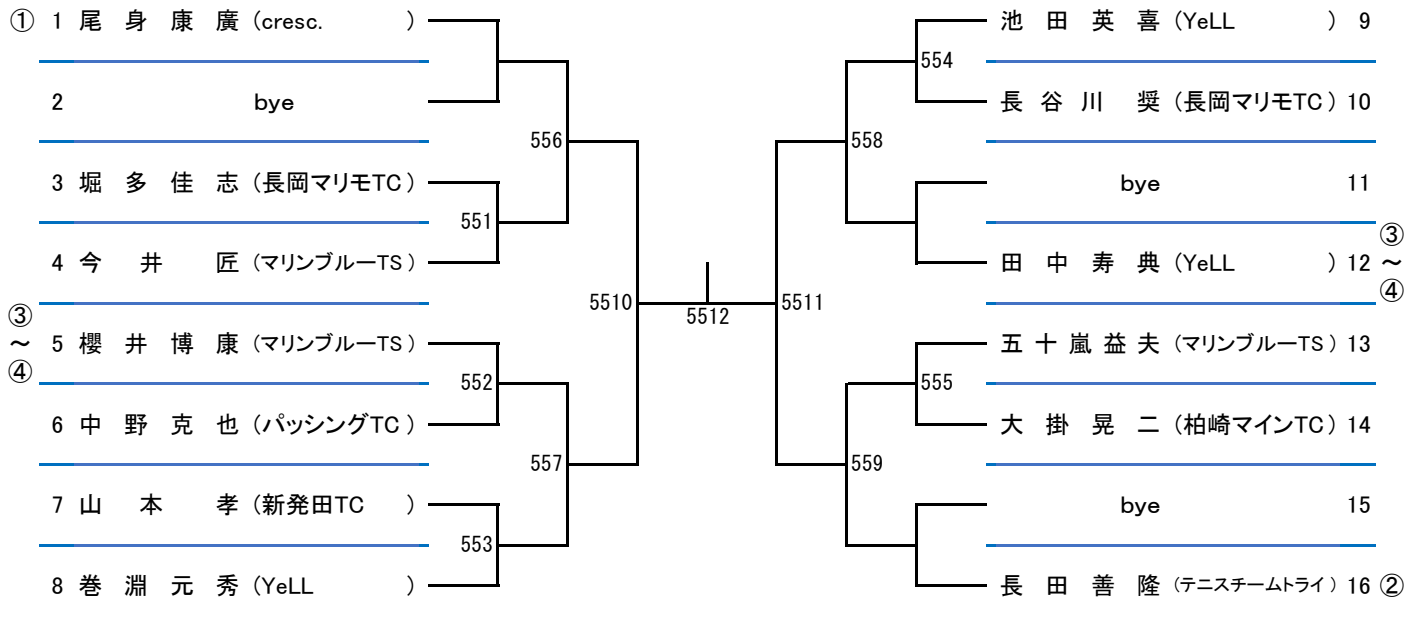 ① 1 尾身康廣 (cresc. )
2 bye
556
3 堀多佳志 (長岡マリモTC)
551
4 今井匠 (マリンブルーTS)
5510
③
～
④
5 櫻井博康 (マリンブルーTS)
552
6 中野克也 (パッシングTC)
557
7 山本孝 (新発田TC )
553
8 巻淵元秀 (YeLL )
5512
池田英喜 (YeLL ) 9
554
長谷川奨 (長岡マリモTC) 10
558
bye 11
田中寿典 (YeLL ) 12
③
～
④
5511
五十嵐益夫 (マリンブルーTS) 13
555
大掛晃二 (柏崎マインTC) 14
559
bye 15
長田善隆 (テニスチームトライ) 16 ②